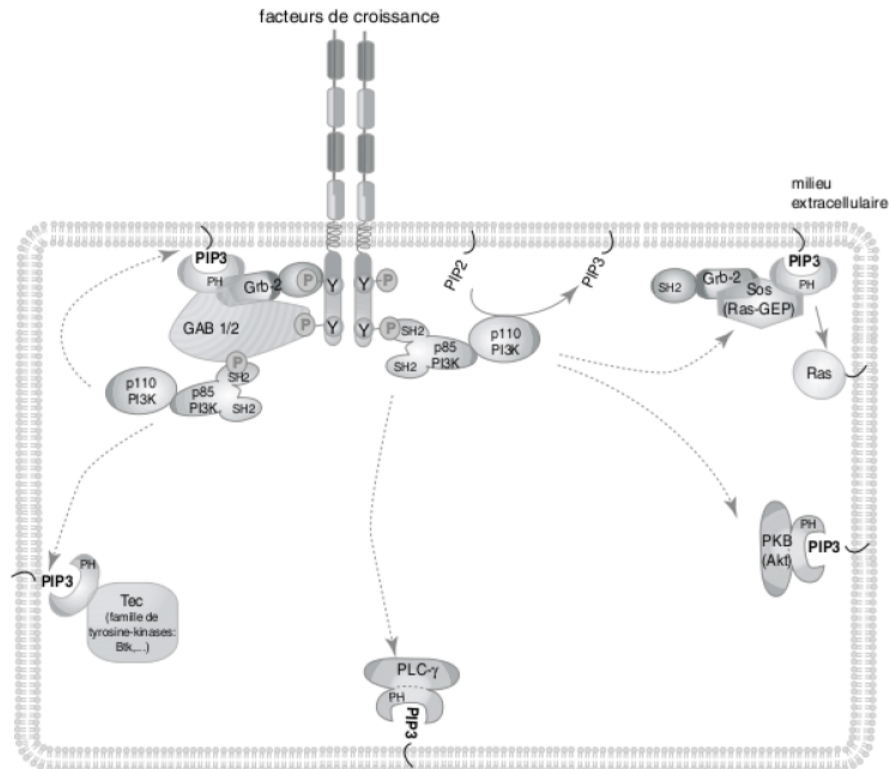 facteurs de croissance
milieu
extracellulaire
PIP3
PH
Grb-2
P
Y
Y
P
GAB 1/2
P
Y
Y
P
SH2
p85
PI3K
SH2
p110
PI3K
PIP2
PIP3
SH2
Grb-2
Sos
(Ras-GEP)
PIP3
PH
Ras
p110
PI3K
p85
PI3K
P
SH2
SH2
PIP3
PH
Tec
(famille de
tyrosine-kinases:
Btk,...)
PLC-γ
PH
PIP3
PKB
(Akt)
PH
PIP3